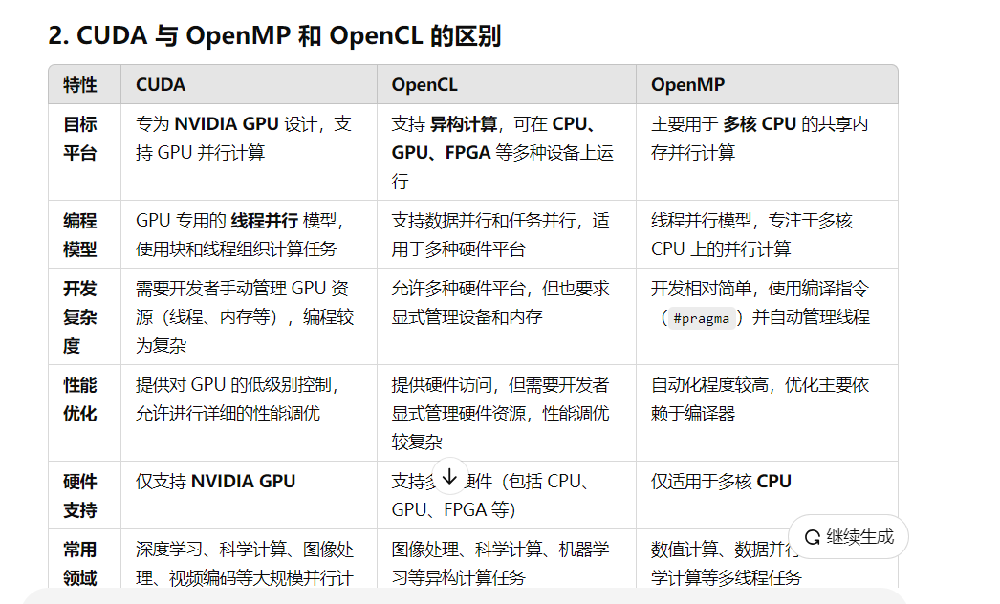 2. CUDA 与 OpenMP 和 OpenCL 的区别
特性 CUDA OpenCL OpenMP
目标 专为 NVIDIA GPU 设计，支 支持 异构计算，可在 CPU、 主要用于 多核 CPU 的共享内
平台 持 GPU 并行计算 GPU、FPGA 等多种设备上运 存并行计算
行
编程 GPU 专用的 线程并行 模型， 支持数据并行和任务并行，适 线程并行模型，专注于多核
模型 使用块和线程组织计算任务 用于多种硬件平台 CPU 上的并行计算
开发 需要开发者手动管理 GPU 资 允许多种硬件平台，但也要求 开发相对简单，使用编译指令
复杂 源（线程、内存等），编程较 显式管理设备和内存 （#pragma）并自动管理线程
度 为复杂
性能 提供对 GPU 的低级别控制， 提供硬件访问，但需要开发者 自动化程度较高，优化主要依
优化 允许进行详细的性能调优 显式管理硬件资源，性能调优 赖于编译器
较复杂
硬件 仅支持 NVIDIA GPU 支持多 硬件（包括 CPU、 仅适用于多核 CPU
支持 GPU、FPGA 等）
继续生成
常用 深度学习、科学计算、图像处 图像处理、科学计算、机器学 数值计算、数据并行
领域 理、视频编码等大规模并行计 习等异构计算任务 学计算等多线程任务